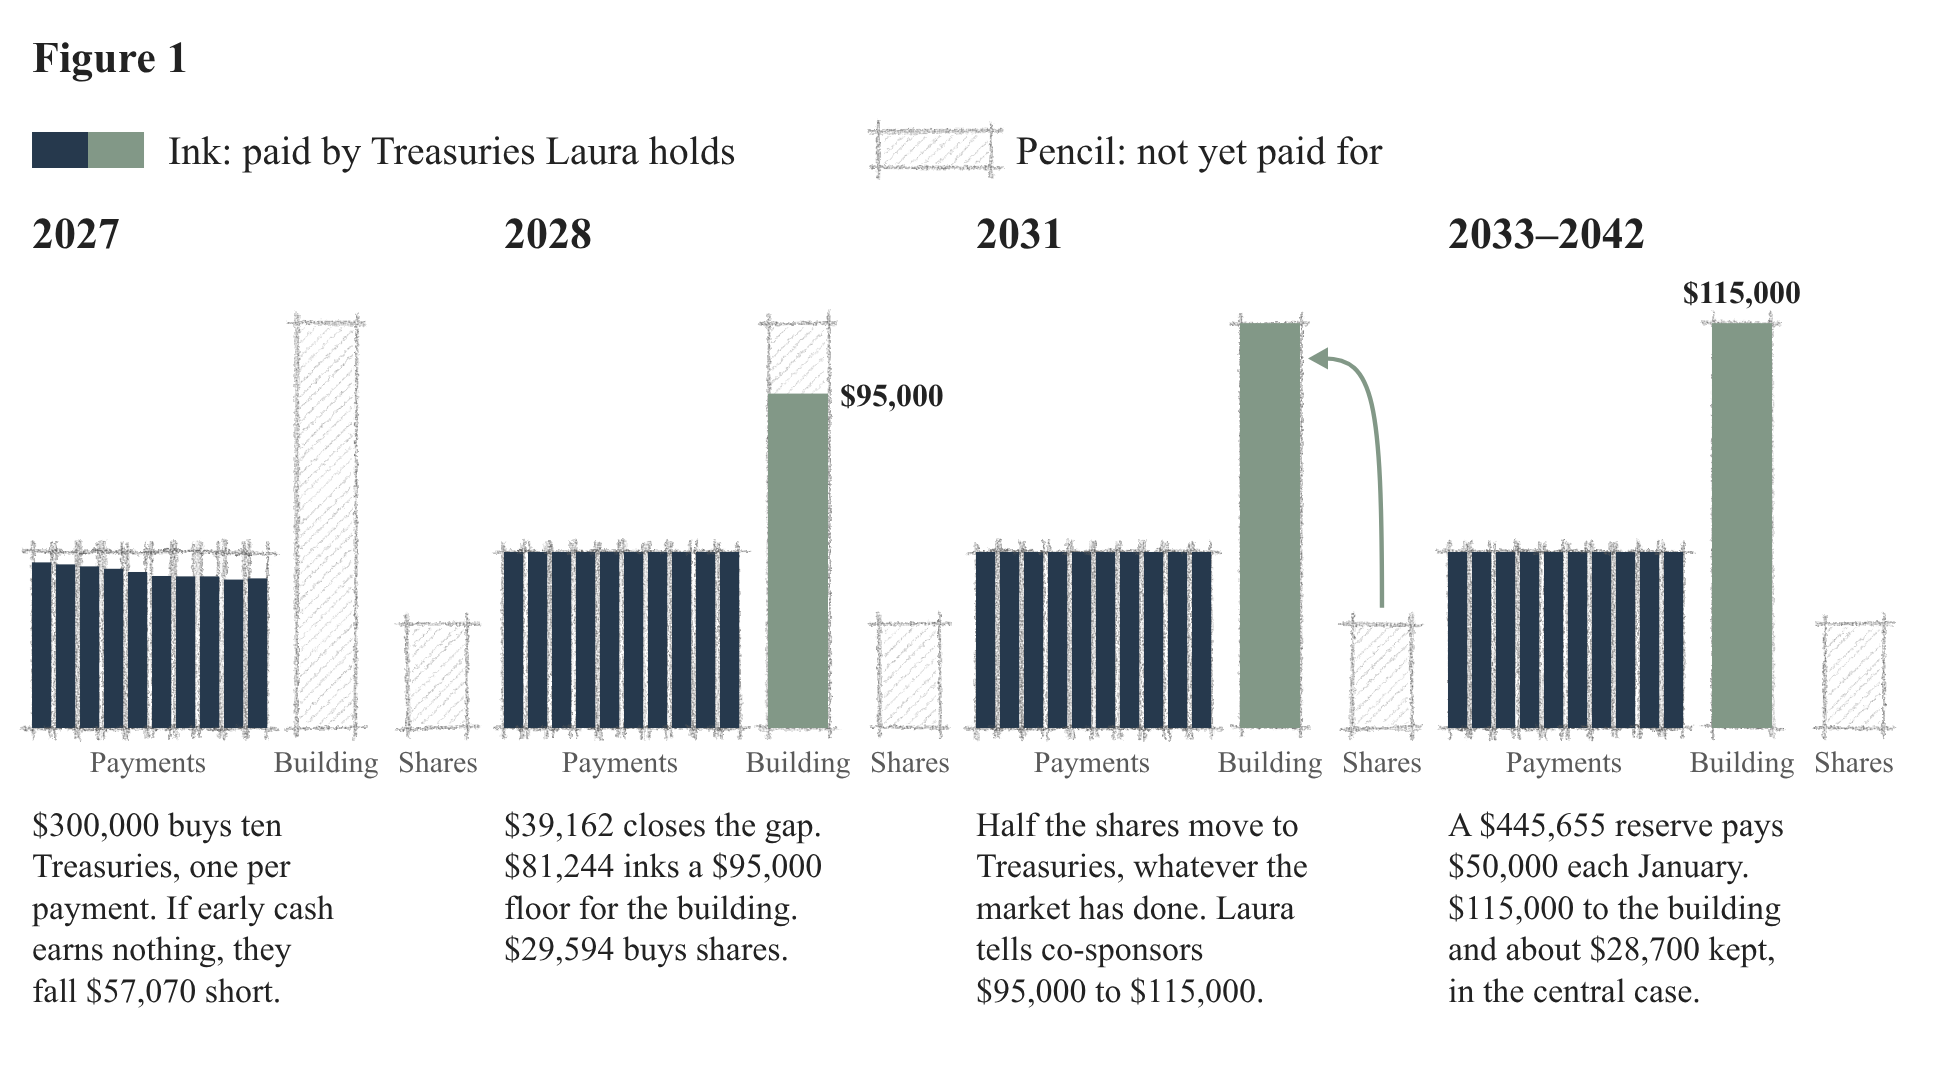 Figure 1
Ink: paid by Treasuries Laura holds
Pencil: not yet paid for
2027
2028
2031
2033–2042
$115,000
$95,000
Payments
Building
Shares
Payments
Building
Shares
Payments
Building
Shares
Payments
Building
Shares
$300,000 buys ten
Treasuries, one per
payment. If early cash
earns nothing, they
fall $57,070 short.
$39,162 closes the gap.
$81,244 inks a $95,000
floor for the building.
$29,594 buys shares.
Half the shares move to
Treasuries, whatever the
market has done. Laura
tells co-sponsors
$95,000 to $115,000.
A $445,655 reserve pays
$50,000 each January.
$115,000 to the building
and about $28,700 kept,
in the central case.